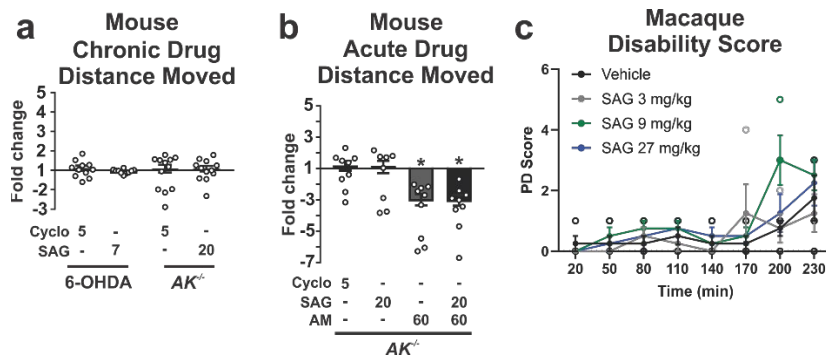 a
Mouse
Chronic Drug
Distance Moved
Fold change
5
3
1
-1
-3
Cyclo 5 - 5 -
SAG - 7 - 20
6-OHDA AK-/-
b
Mouse
Acute Drug
Distance Moved
Fold change
5
3
1
-1
-3
-5
-7
* *
Cyclo 5 - - -
SAG - 20 - 20
AM - - 60 60
AK-/-
c
Macaque
Disability Score
PD Score
6
4
2
0
Vehicle
SAG 3 mg/kg
SAG 9 mg/kg
SAG 27 mg/kg
20 50 80 110 140 170 200 230
Time (min)